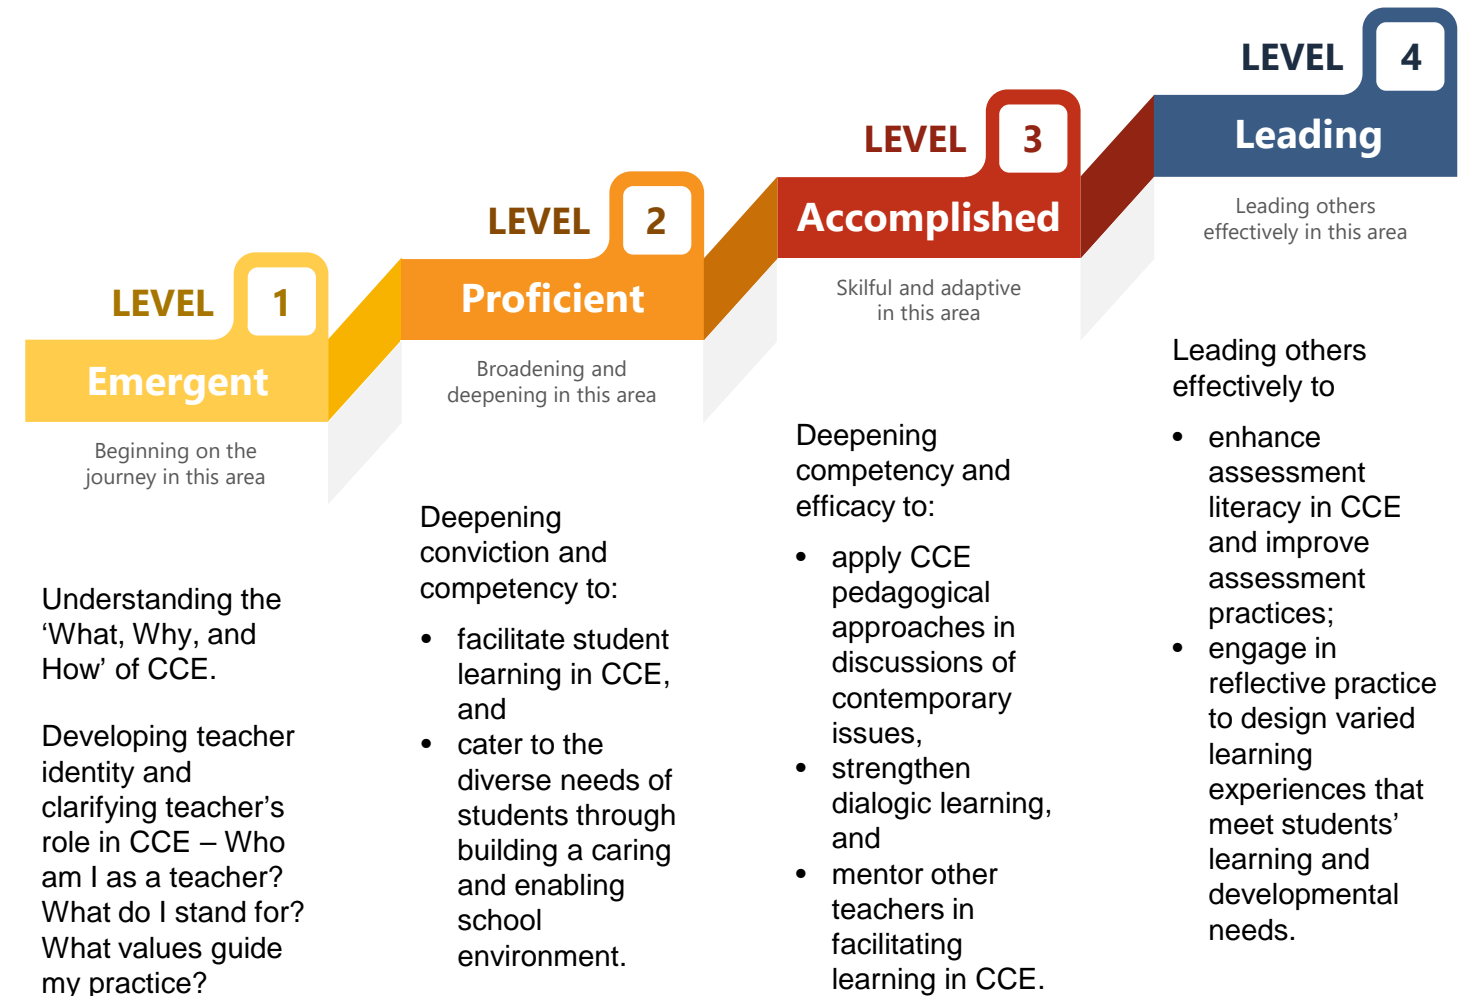 LEVEL 1
Emergent
Beginning on the
journey in this area
Understanding the
‘What, Why, and
How’ of CCE.
Developing teacher
identity and
clarifying teacher’s
role in CCE – Who
am I as a teacher?
What do I stand for?
What values guide
my practice?
LEVEL 2
Proficient
Broadening and
deepening in this area
Deepening
conviction and
competency to:
• facilitate student
learning in CCE,
and
• cater to the
diverse needs of
students through
building a caring
and enabling
school
environment.
LEVEL 3
Accomplished
Skilful and adaptive
in this area
Deepening
competency and
efficacy to:
• apply CCE
pedagogical
approaches in
discussions of
contemporary
issues,
• strengthen
dialogic learning,
and
• mentor other
teachers in
facilitating
learning in CCE.
LEVEL 4
Leading
Leading others
effectively in this area
Leading others
effectively to
• enhance
assessment
literacy in CCE
and improve
assessment
practices;
• engage in
reflective practice
to design varied
learning
experiences that
meet students’
learning and
developmental
needs.